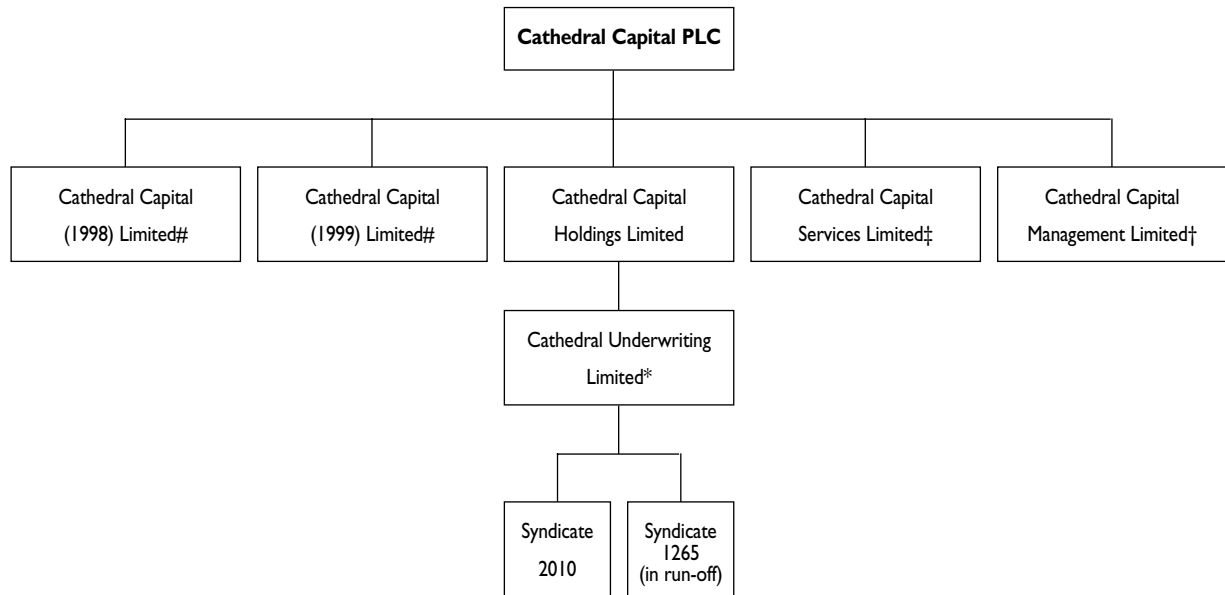 Cathedral Capital PLC
Cathedral Capital
(1998) Limited#
Cathedral Capital
(1999) Limited#
Cathedral Capital
Holdings Limited
Cathedral Capital
Services Limited‡
Cathedral Capital
Management Limited†
Cathedral Underwriting
Limited*
Syndicate
2010
Syndicate
1265
(in run-off)